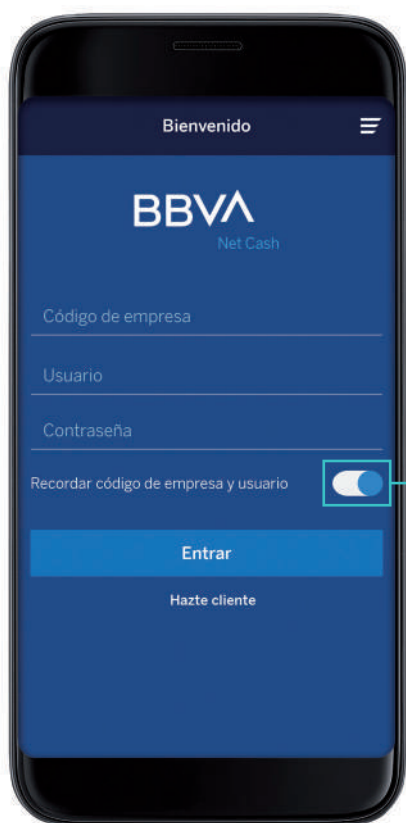 Bienvenido
BBVA
Net Cash
Código de empresa
Usuario
Contraseña
Recordar código de empresa y usuario
Entrar
Hazte cliente